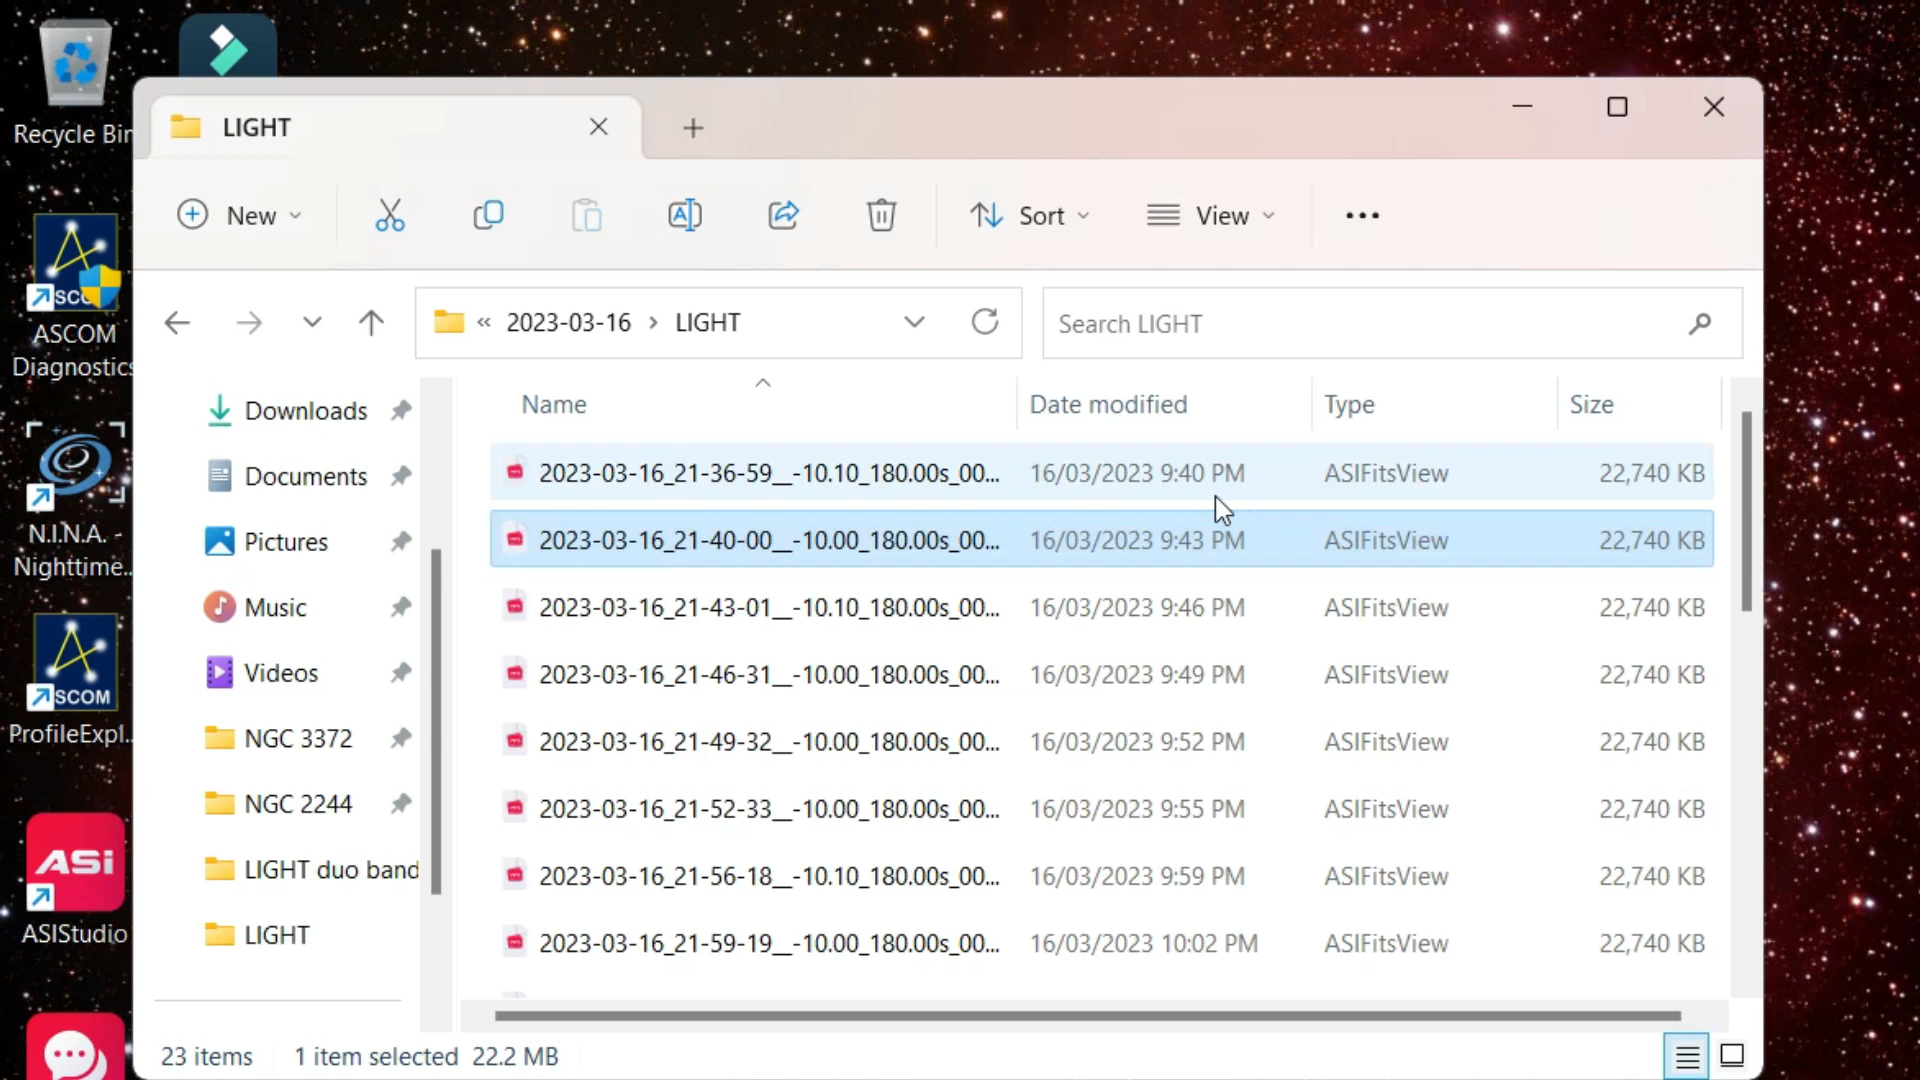 Recycle Bin
SCO
ASCOM
Diagnostics
N.I.N.A. -
Nighttime...
SCOM
ProfileExpl...
ASi
ASIStudio
LIGHT
New
Sort
View
« 2023-03-16 > LIGHT
Search LIGHT
Downloads
Documents
Pictures
Music
Videos
NGC 3372
NGC 2244
LIGHT duo band
LIGHT
Name Date modified Type Size
2023-03-16_21-36-59__-10.10_180.00s_00... 16/03/2023 9:40 PM ASIFitsView 22,740 KB
2023-03-16_21-40-00__-10.00_180.00s_00... 16/03/2023 9:43 PM ASIFitsView 22,740 KB
2023-03-16_21-43-01__-10.10_180.00s_00... 16/03/2023 9:46 PM ASIFitsView 22,740 KB
2023-03-16_21-46-31__-10.00_180.00s_00... 16/03/2023 9:49 PM ASIFitsView 22,740 KB
2023-03-16_21-49-32__-10.00_180.00s_00... 16/03/2023 9:52 PM ASIFitsView 22,740 KB
2023-03-16_21-52-33__-10.00_180.00s_00... 16/03/2023 9:55 PM ASIFitsView 22,740 KB
2023-03-16_21-56-18__-10.10_180.00s_00... 16/03/2023 9:59 PM ASIFitsView 22,740 KB
2023-03-16_21-59-19__-10.00_180.00s_00... 16/03/2023 10:02 PM ASIFitsView 22,740 KB
23 items 1 item selected 22.2 MB